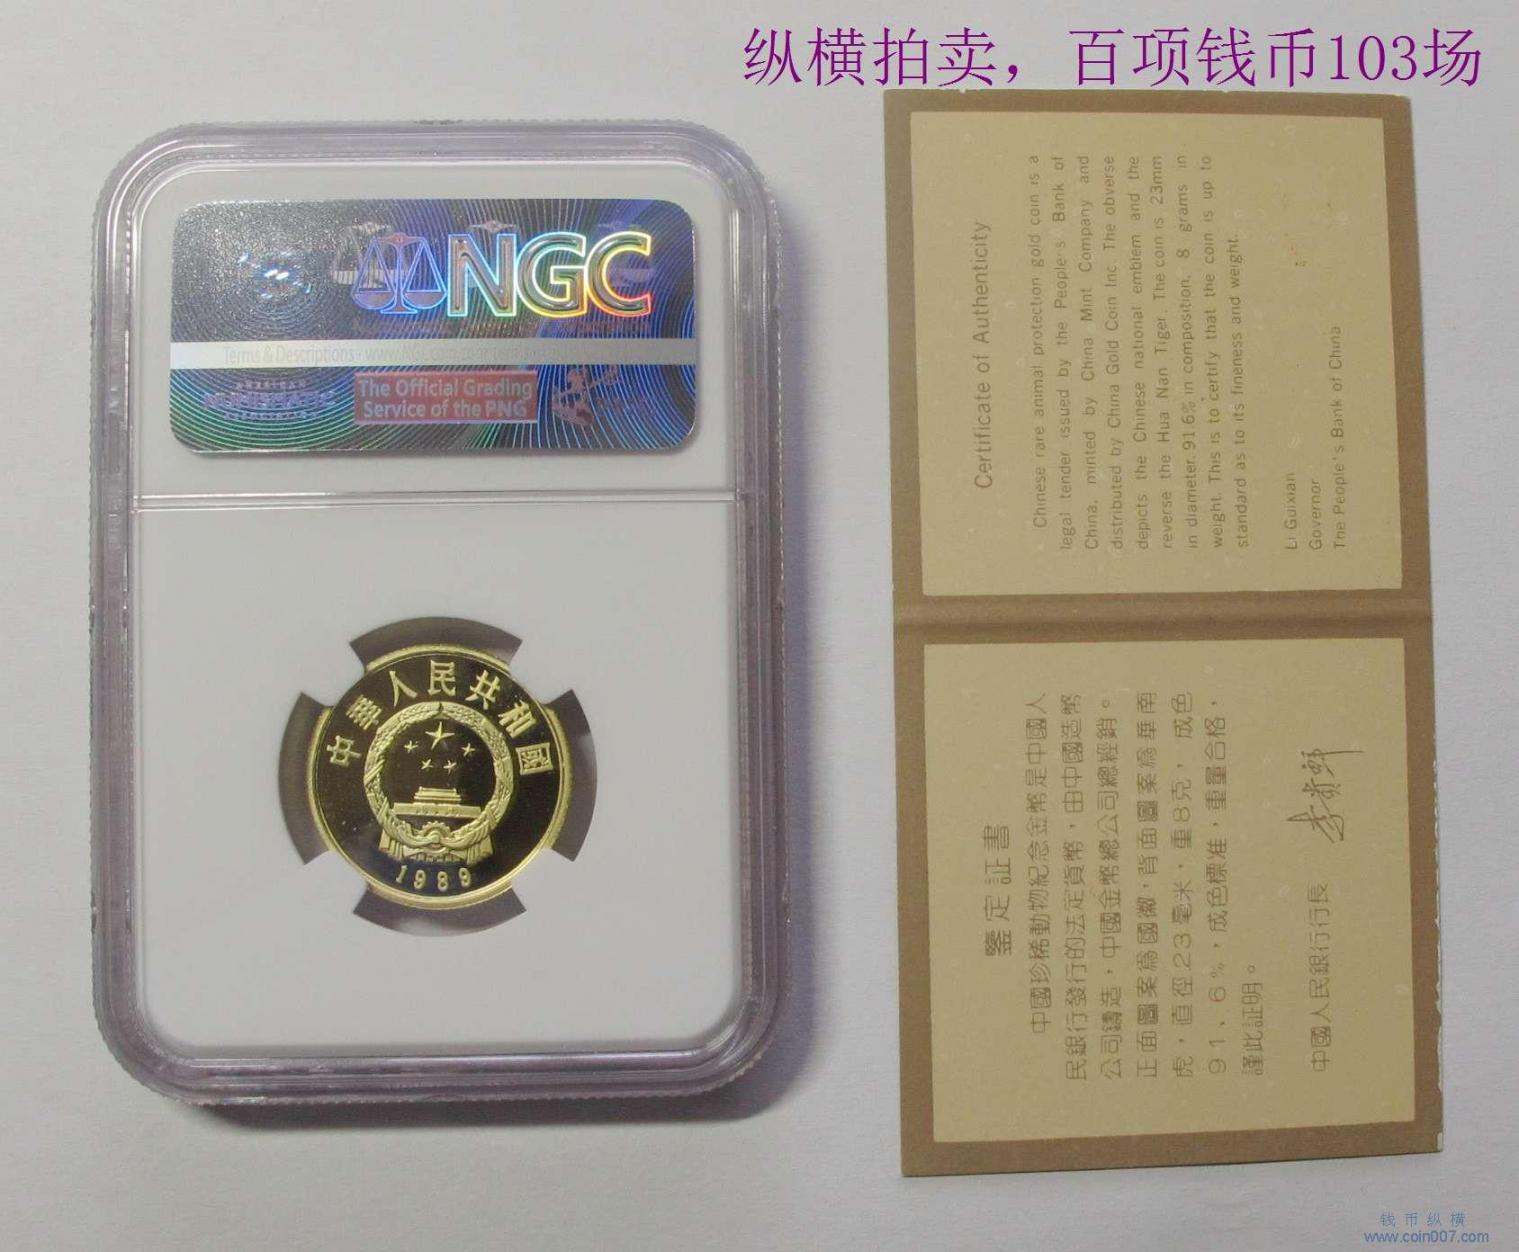 纵横拍卖，百项钱币103场
NGC
Terms & Descriptions - www.NGCcoin.com
NUMISMATIC
The Official Grading
Service of the PNG
中華人民共和國
1989
Certificate of Authenticity
Chinese rare animal protection gold coin is a
legal tender issued by the People's Bank of
China, minted by China Mint Company and
distributed by China Gold Coin Inc. The obverse
depicts the Chinese national emblem and the
reverse the Hua Nan Tiger. The coin is 23mm
in diameter, 91.6% in composition, 8 grams in
weight. This is to certify that the coin is up to
standard as to its fineness and weight.
Li Guixian
Governor
The People's Bank of China
鑒定証書
中國珍稀動物紀念金幣是中國人
民銀行發行的法定貨幣，由中國造幣
公司鑄造，中國金幣總公司總經銷。
正面圖案為國徽，背面圖案為華南
虎，直徑23毫米，重8克，成色
91、6%，成色標准，重量合格，
謹此証明。
中國人民銀行行長
李貴鮮
钱币纵横
www.coin007.com